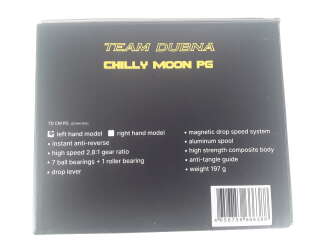 TEAM DUBNA
CHILLY MOON PG
left hand model
right hand model
• instant anti-reverse
• high speed 2,8:1 gear ratio
• 7 ball bearings + 1 roller bearing
• drop lever
• magnetic drop speed system
• aluminum spool
• high strength composite body
• anti-tangle guide
• weight 197 g